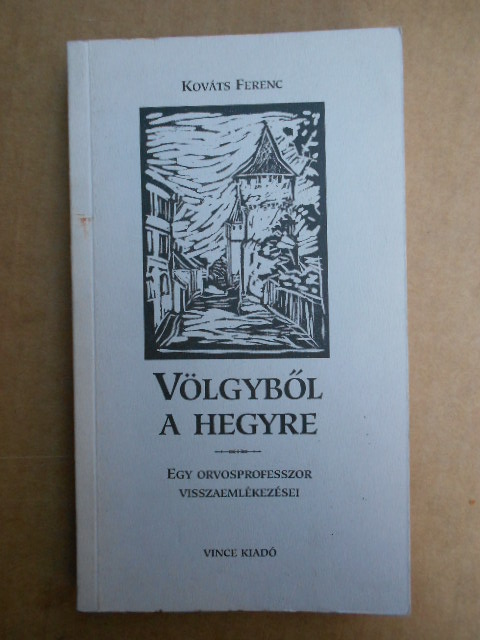 KOVÁTS FERENC
VÖLGYBŐL
A HEGYRE
EGY ORVOSPROFESSZOR
VISSZAEMLÉKEZÉSEI
VINCE KIADÓ